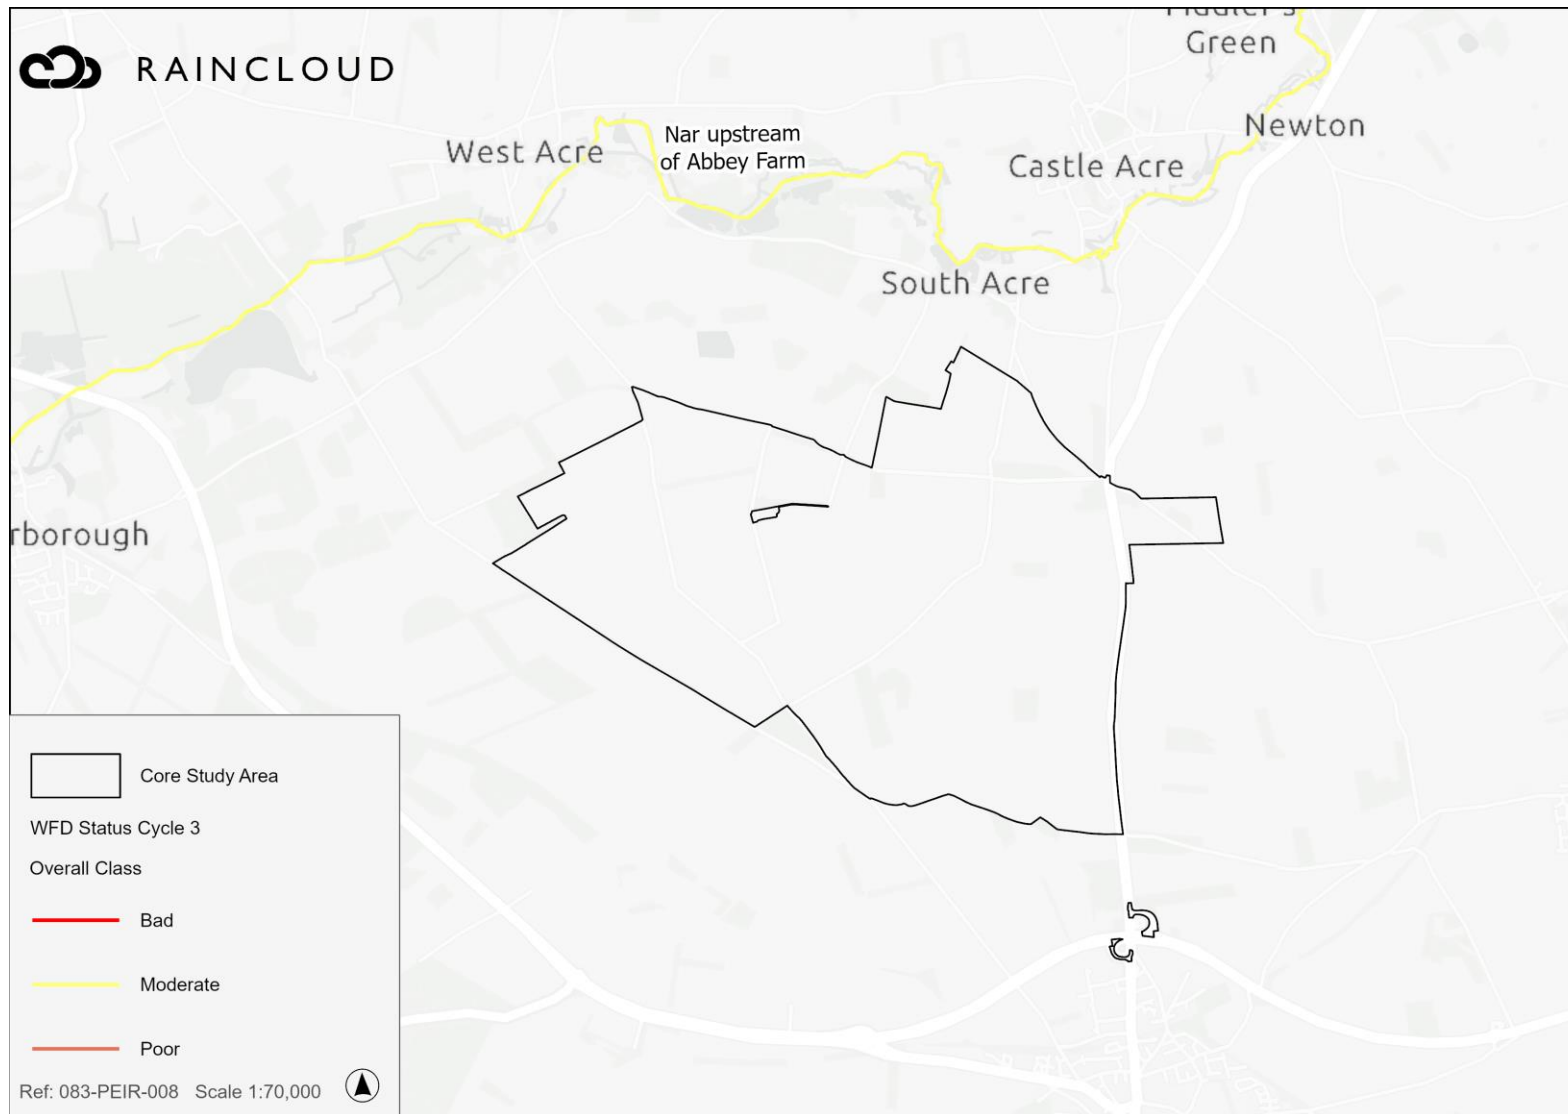 RAINCLOUD
Green
Newton
West Acre
Nar upstream
of Abbey Farm
Castle Acre
South Acre
rborough
Core Study Area
WFD Status Cycle 3
Overall Class
Bad
Moderate
Poor
Ref: 083-PEIR-008 Scale 1:70,000